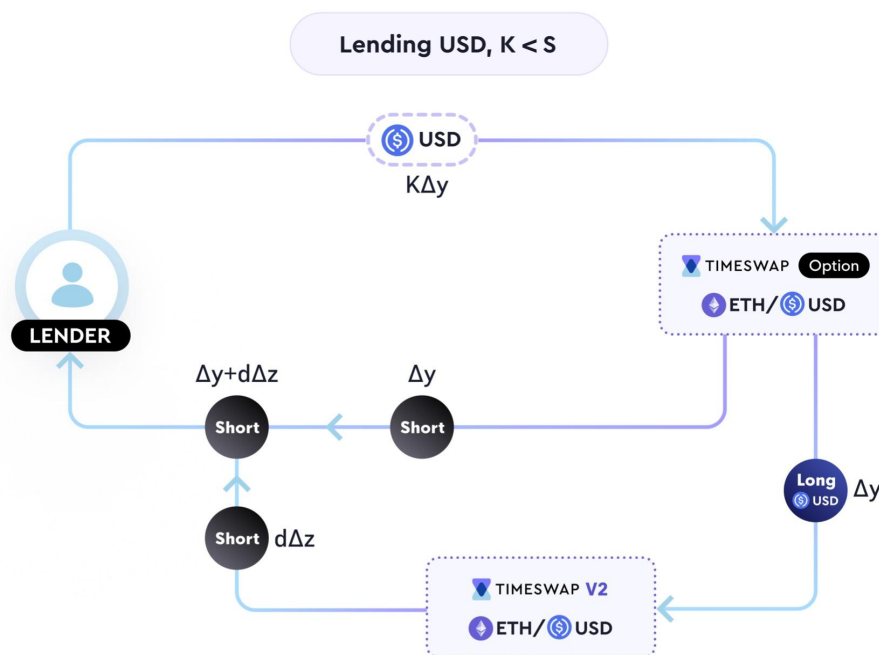 Lending USD, K < S
USD
KΔy
TIMESWAP Option
ETH/ USD
LENDER
Δy+dΔz
Δy
Short
Short
Long
USD
Δy
Short
dΔz
TIMESWAP V2
ETH/ USD